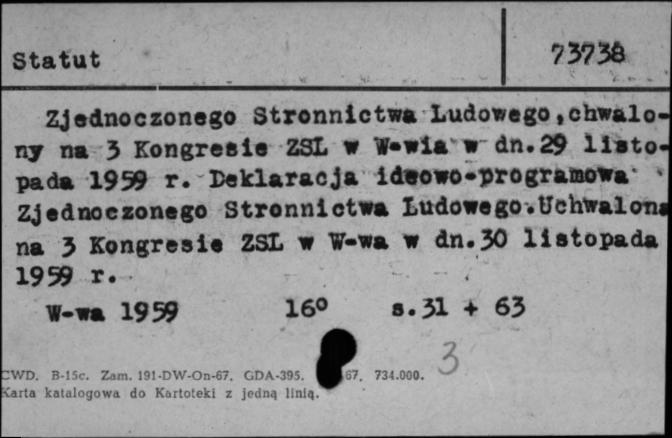 Statut 73738
Zjednoczonego Stronnictwa Ludowego,chwalo-
ny na 3 Kongresie ZSL w W-wia w dn.29 listo-
pada 1959 r. Deklaracja ideowo-programowa
Zjednoczonego Stronnictwa Ludowego.Uchwalona
na 3 Kongresie ZSL w W-wa w dn.30 listopada
1959 r.
W-wa 1959 16º s.31 + 63
3
CWD. B-15c. Zam. 191-DW-On-67. GDA-395. 67. 734.000.
Karta katalogowa do Kartoteki z jedną linią.